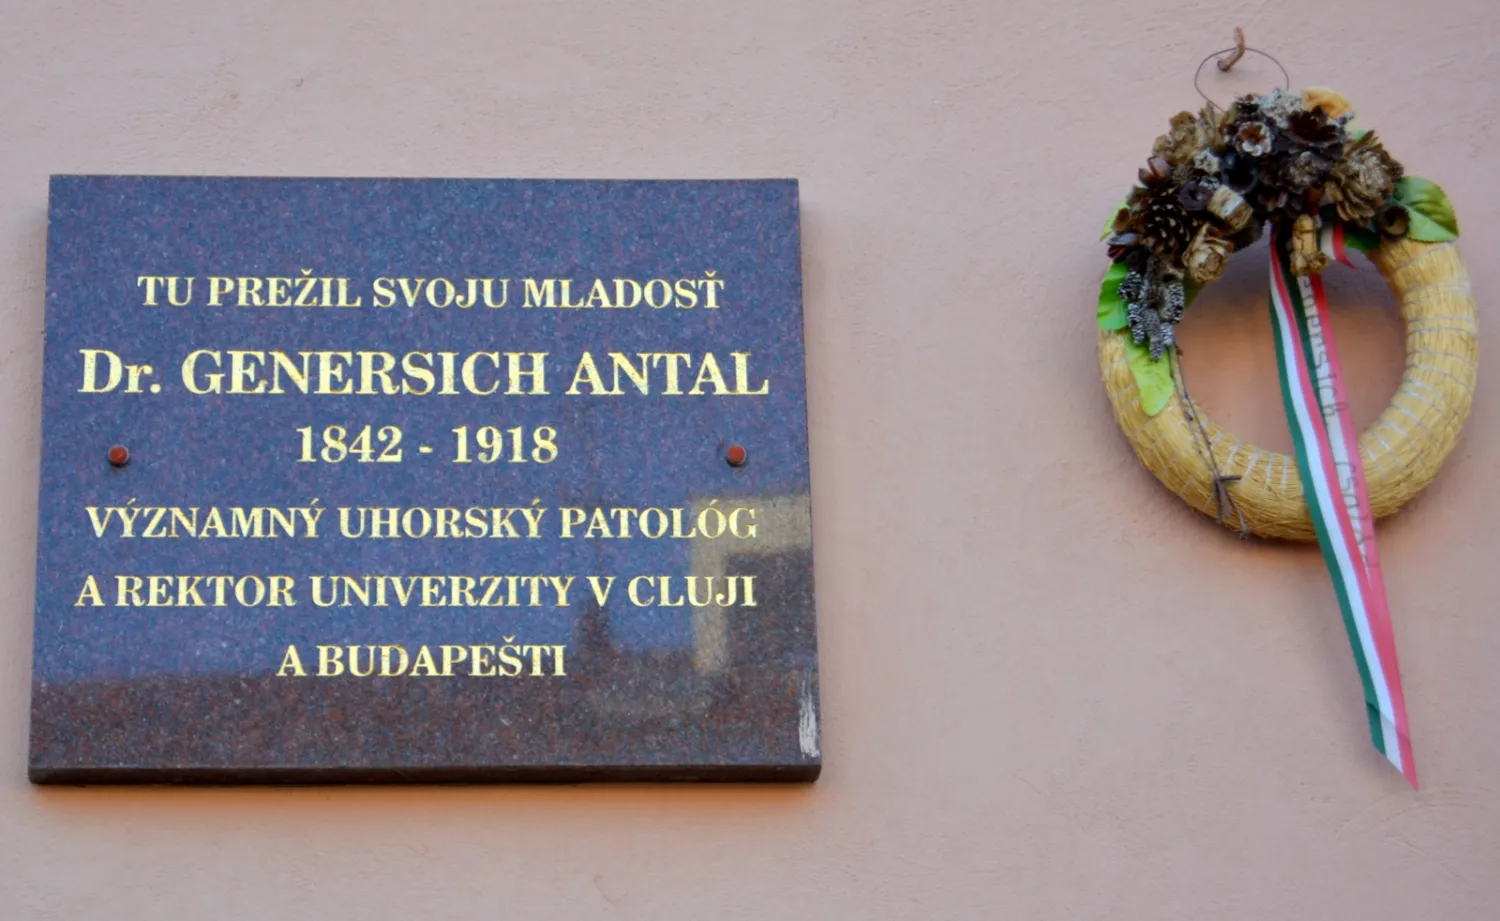 TU PREŽIL SVOJU MLADOSŤ
Dr. GENERSICH ANTAL
1842 - 1918
VÝZNAMNÝ UHORSKÝ PATOLÓG
A REKTOR UNIVERZITY V CLUJI
A BUDAPEŠTI